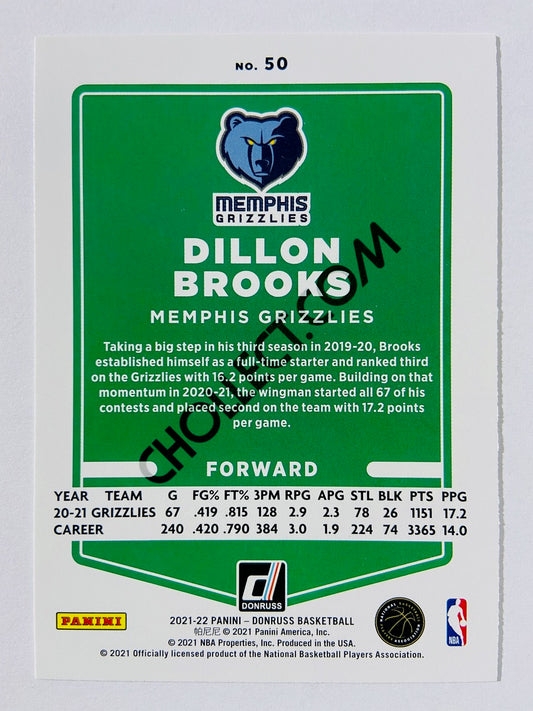 NO. 50
MEMPHIS
GRIZZLIES
DILLON
BROOKS
MEMPHIS GRIZZLIES
Taking a big step in his third season in 2019-20, Brooks
established himself as a full-time starter and ranked third
on the Grizzlies with 16.2 points per game. Building on that
momentum in 2020-21, the wingman started all 67 of his
contests and placed second on the team with 17.2 points
per game.
CHOLLECT.COM
FORWARD
YEAR TEAM G FG% FT% 3PM RPG APG STL BLK PTS PPG
20-21 GRIZZLIES 67 .419 .815 128 2.9 2.3 78 26 1151 17.2
CAREER 240 .420 .790 384 3.0 1.9 224 74 3365 14.0
DONRUSS
PANINI
2021-22 PANINI – DONRUSS BASKETBALL
帕尼尼 © 2021 Panini America, Inc.
© 2021 NBA Properties, Inc. Produced in the USA.
© 2021 Officially licensed product of the National Basketball Players Association.
NATIONAL BASKETBALL
NBA